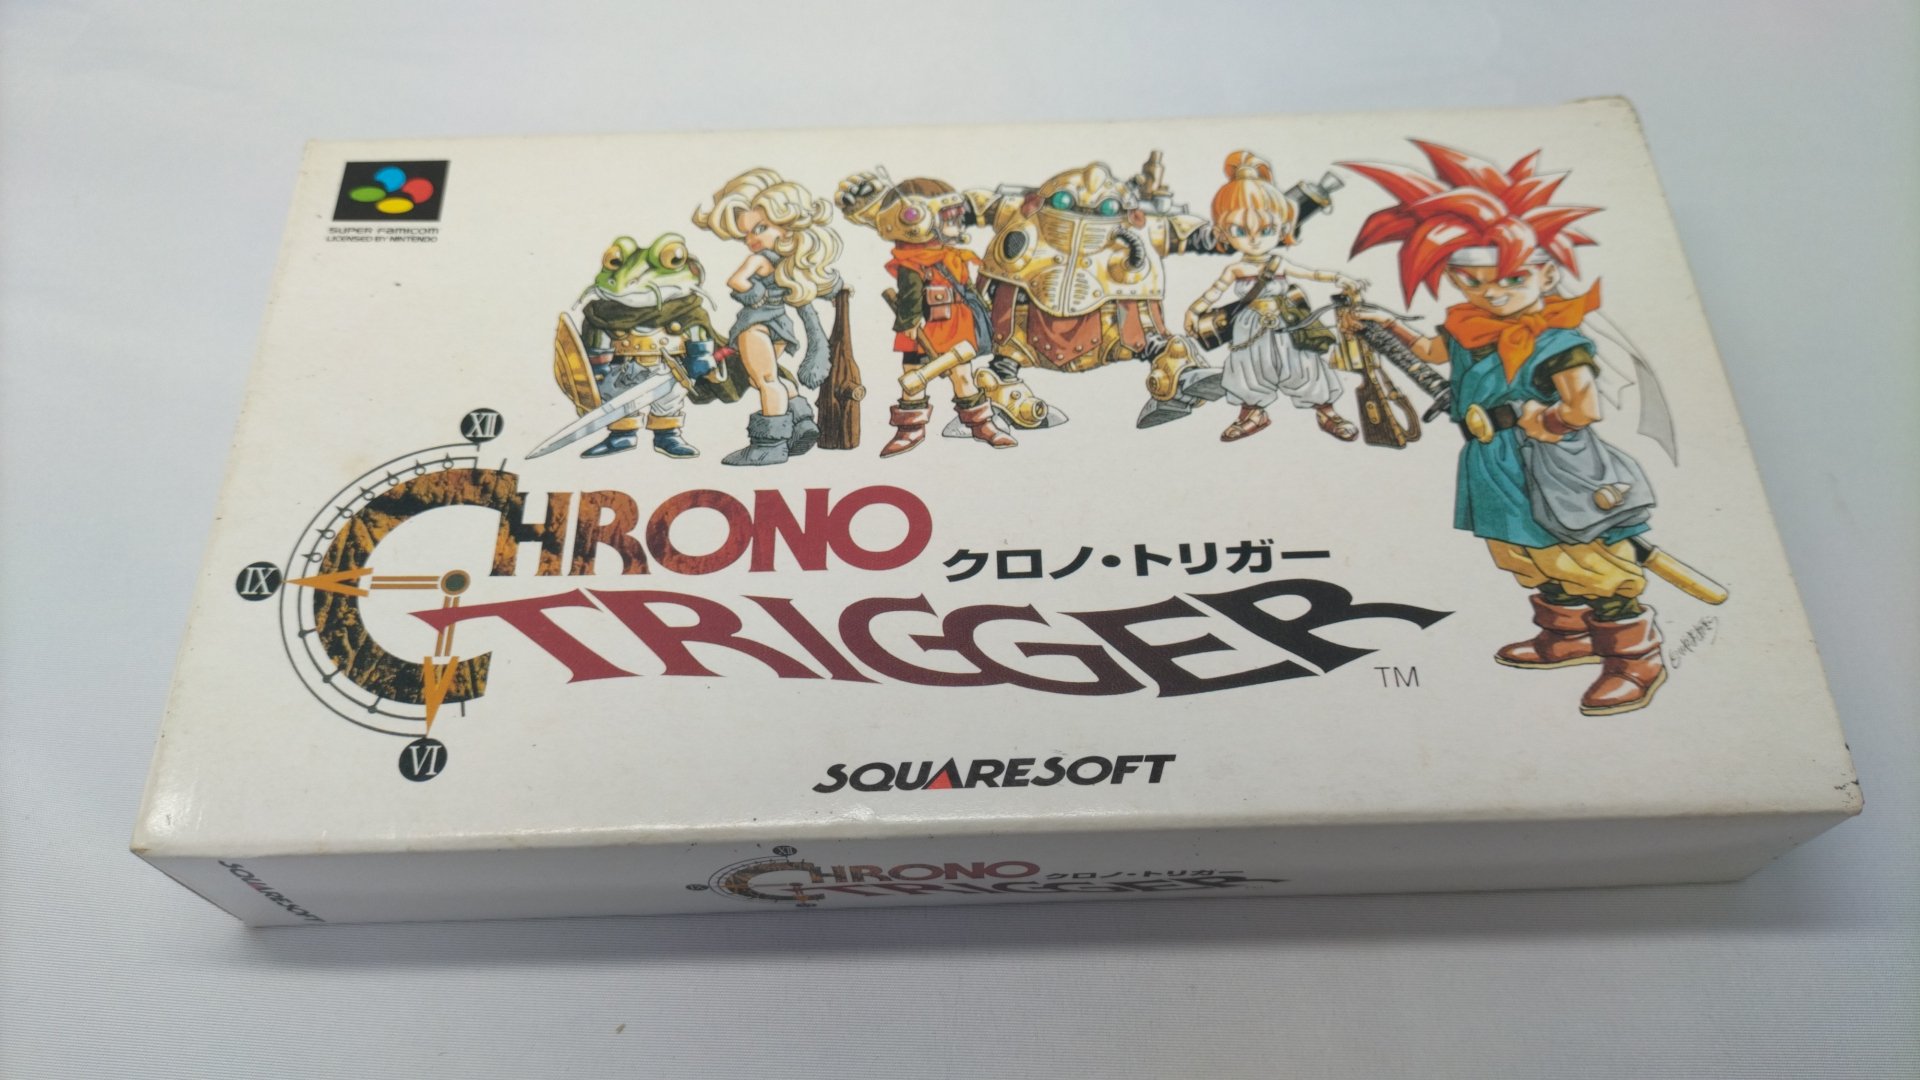 SUPER FAMICOM
LICENSED BY NINTENDO
XII
IX
VI
CHRONO
クロノ・トリガー
TRIGGER
TM
SQUARESOFT
SQUARESOFT
XII
CHRONO
クロノ・トリガー
TRIGGER